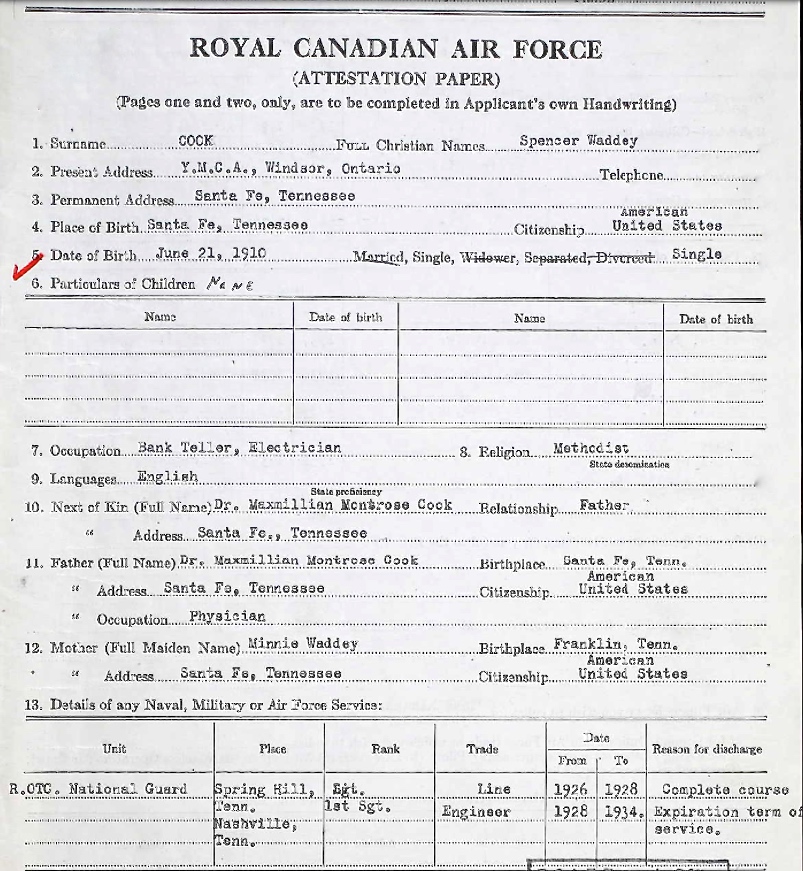 ROYAL CANADIAN AIR FORCE
(ATTESTATION PAPER)
(Pages one and two, only, are to be completed in Applicant's own Handwriting)
1. Surname COCK Full Christian Names Spencer Waddey
2. Present Address Y.M.C.A., Windsor, Ontario Telephone
3. Permanent Address Santa Fe, Tennessee
American
4. Place of Birth Santa Fe, Tennessee Citizenship United States
5. Date of Birth June 21, 1910 Married, Single, Widower, Separated, Divorced Single
6. Particulars of Children NONE
Name Date of birth Name Date of birth
7. Occupation Bank Teller, Electrician 8. Religion Methodist
State denomination
9. Languages English
State proficiency
10. Next of Kin (Full Name) Dr. Maxmillian Montrose Cook Relationship Father
" Address Santa Fe., Tennessee
11. Father (Full Name) Dr. Maxmillian Montrose Cook Birthplace Santa Fe, Tenn.
American
" Address Santa Fe, Tennessee Citizenship United States
" Occupation Physician
12. Mother (Full Maiden Name) Minnie Waddey Birthplace Franklin, Tenn.
American
" Address Santa Fe, Tennessee Citizenship United States
13. Details of any Naval, Military or Air Force Service:
Unit Place Rank Trade Date Reason for discharge
From To
R.OTC. National Guard Spring Hill, Sgt. Line 1926 1928 Complete course
Tenn. 1st Sgt. Engineer 1928 1934. Expiration term of
Nashville, service.
Tenn.